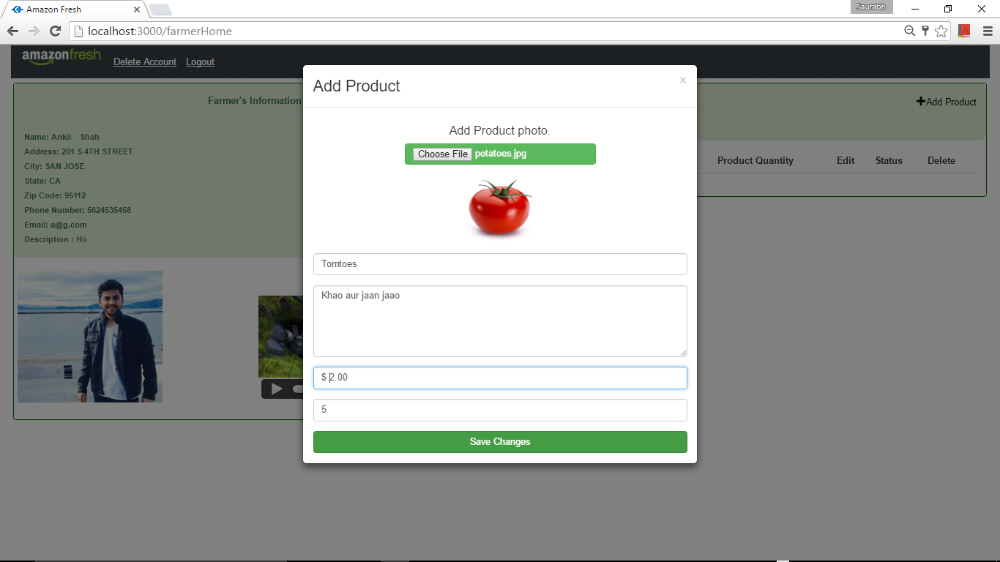 Amazon Fresh
Saurabh
localhost:3000/farmerHome
amazonfresh
Delete Account
Logout
Add Product
×
Farmer's Information
Add Product
Name: Ankil Shah
Address: 201 S 4TH STREET
City: SAN JOSE
State: CA
Zip Code: 95112
Phone Number: 5624535458
Email: a@g.com
Description : Hii
Product Quantity
Edit
Status
Delete
Add Product photo.
Choose File potatoes.jpg
Tomtoes
Khao aur jaan jaao
$ 2.00
5
Save Changes